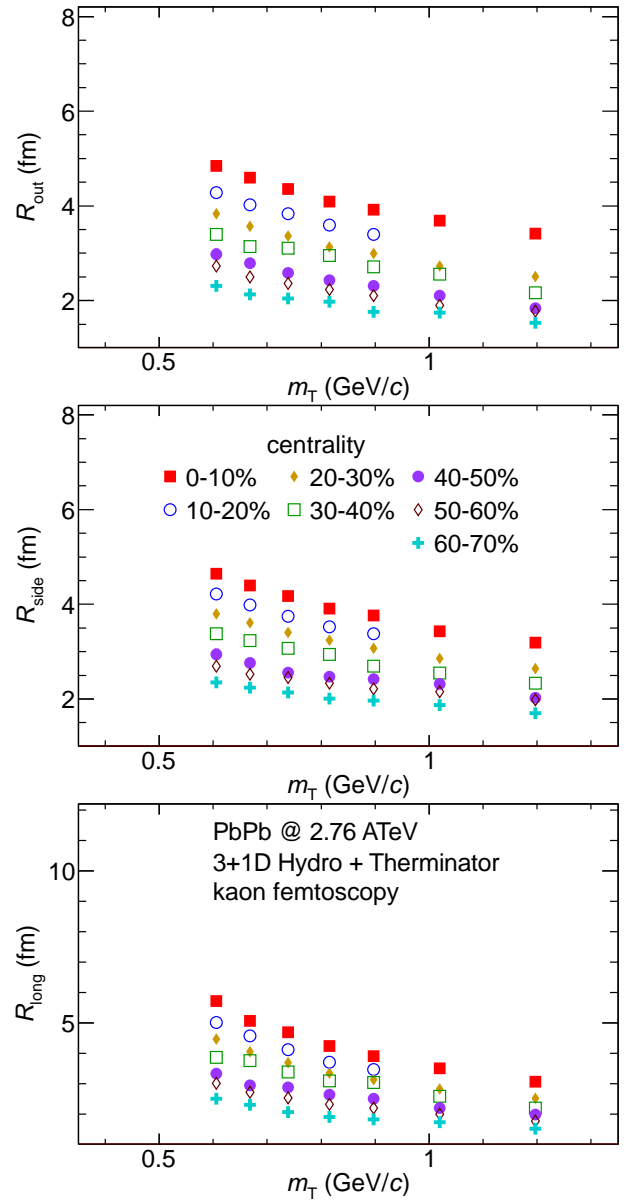 8
6
4
2
R_out (fm)
0.5 1
m_T (GeV/c)
8
6
4
2
R_side (fm)
centrality
0-10% 20-30% 40-50%
10-20% 30-40% 50-60%
60-70%
0.5 1
m_T (GeV/c)
10
5
R_long (fm)
PbPb @ 2.76 ATeV
3+1D Hydro + Therminator
kaon femtoscopy
0.5 1
m_T (GeV/c)